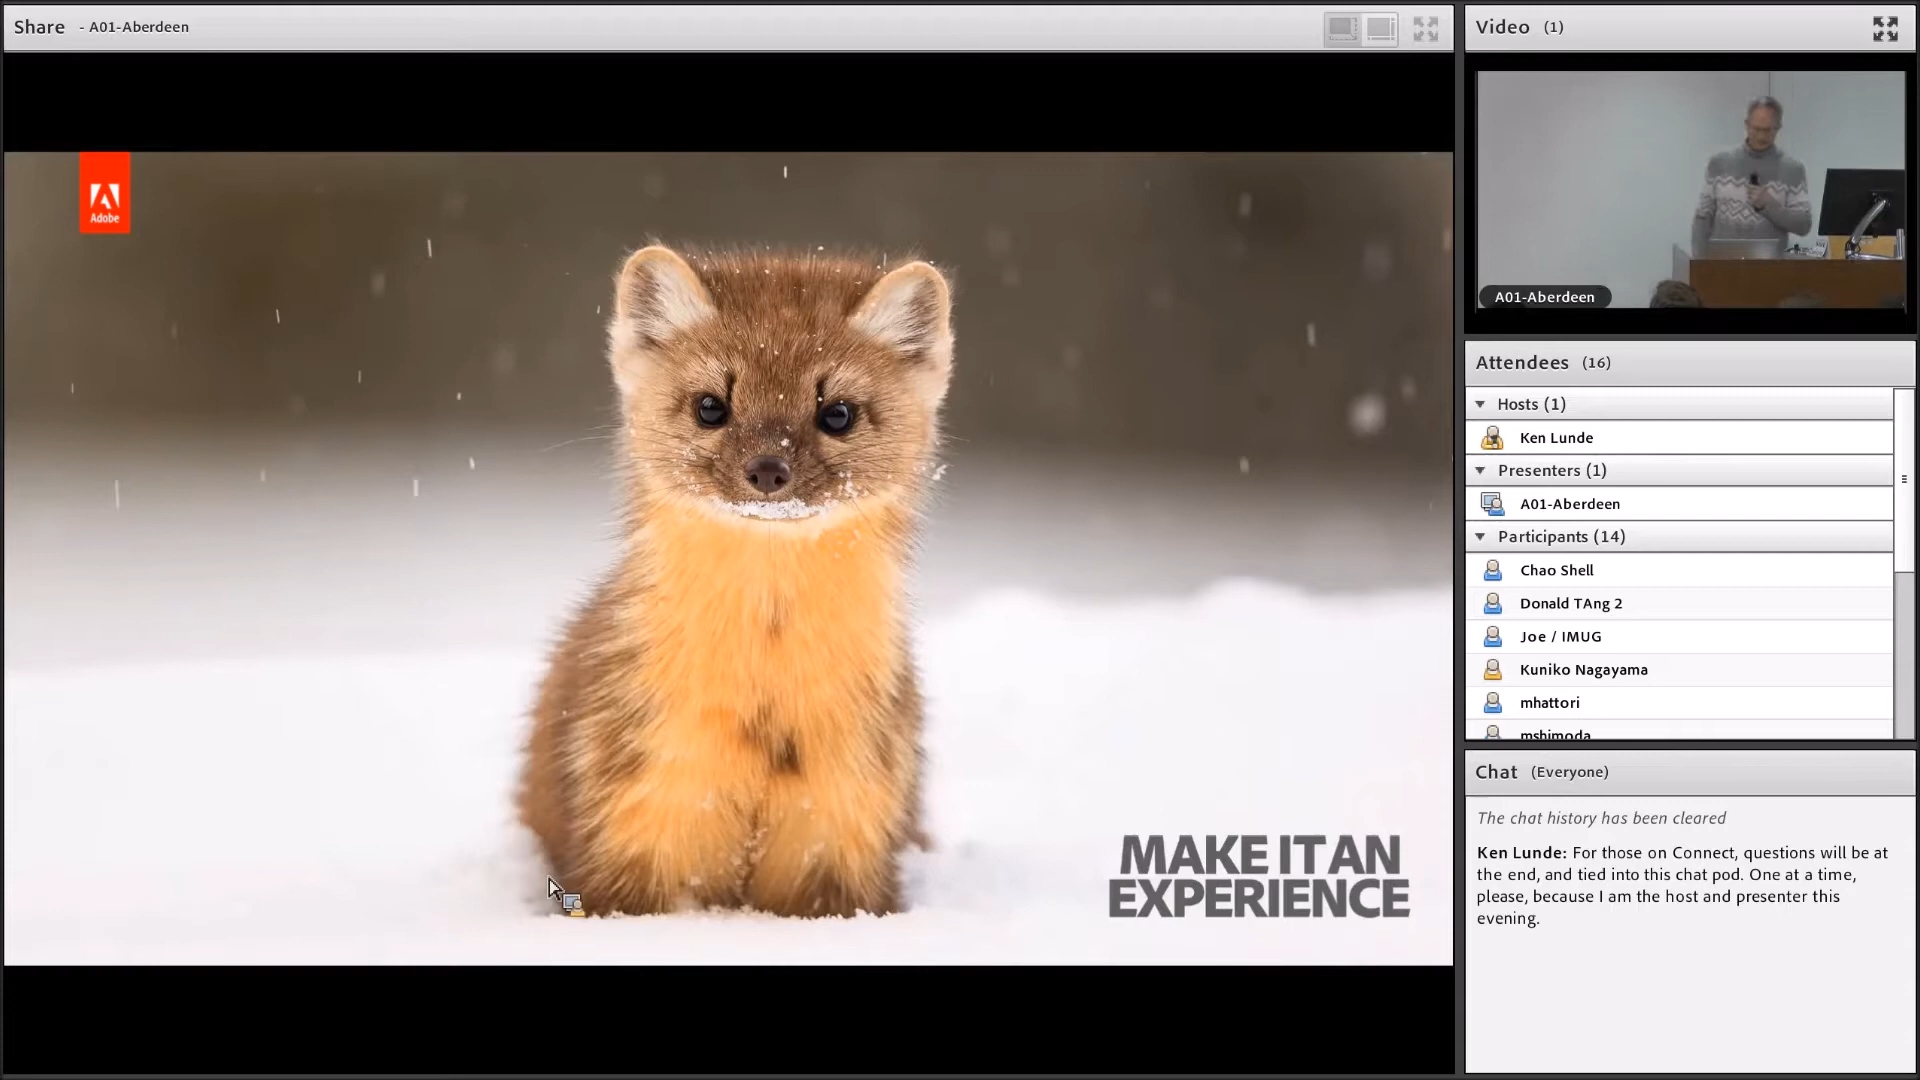 Share - A01-Aberdeen
Adobe
MAKE IT AN
EXPERIENCE
Video (1)
A01-Aberdeen
Attendees (16)
Hosts (1)
Ken Lunde
Presenters (1)
A01-Aberdeen
Participants (14)
Chao Shell
Donald TAng 2
Joe / IMUG
Kuniko Nagayama
mhattori
mshimoda
Chat (Everyone)
The chat history has been cleared
Ken Lunde: For those on Connect, questions will be at
the end, and tied into this chat pod. One at a time,
please, because I am the host and presenter this
evening.